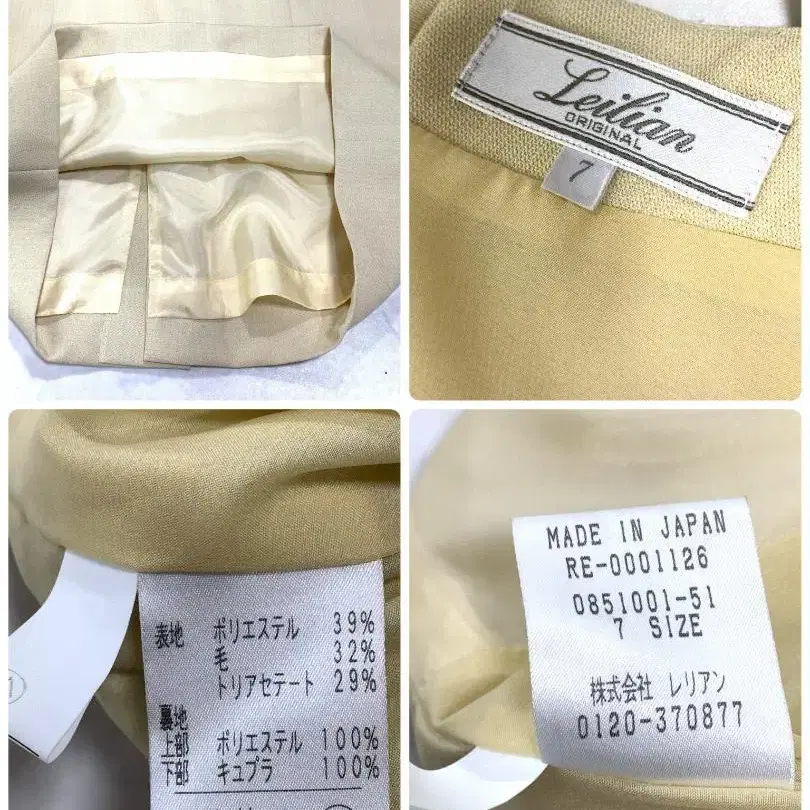 Leilian
ORIGINAL
7
表地 ポリエステル 39%
毛 32%
トリアセテート 29%
裏地
上部 ポリエステル 100%
下部 キュプラ 100%
1
MADE IN JAPAN
RE-0001126
0851001-51
7 SIZE
株式会社 レリアン
0120-370877